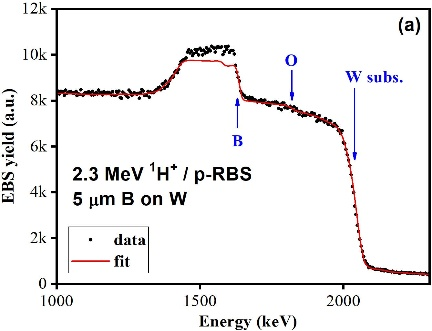 12k
(a)
10k
O
W subs.
8k
EBS yield (a.u.)
6k
B
2.3 MeV ¹H⁺ / p-RBS
4k
5 μm B on W
2k
data
fit
0
1000
1500
2000
Energy (keV)